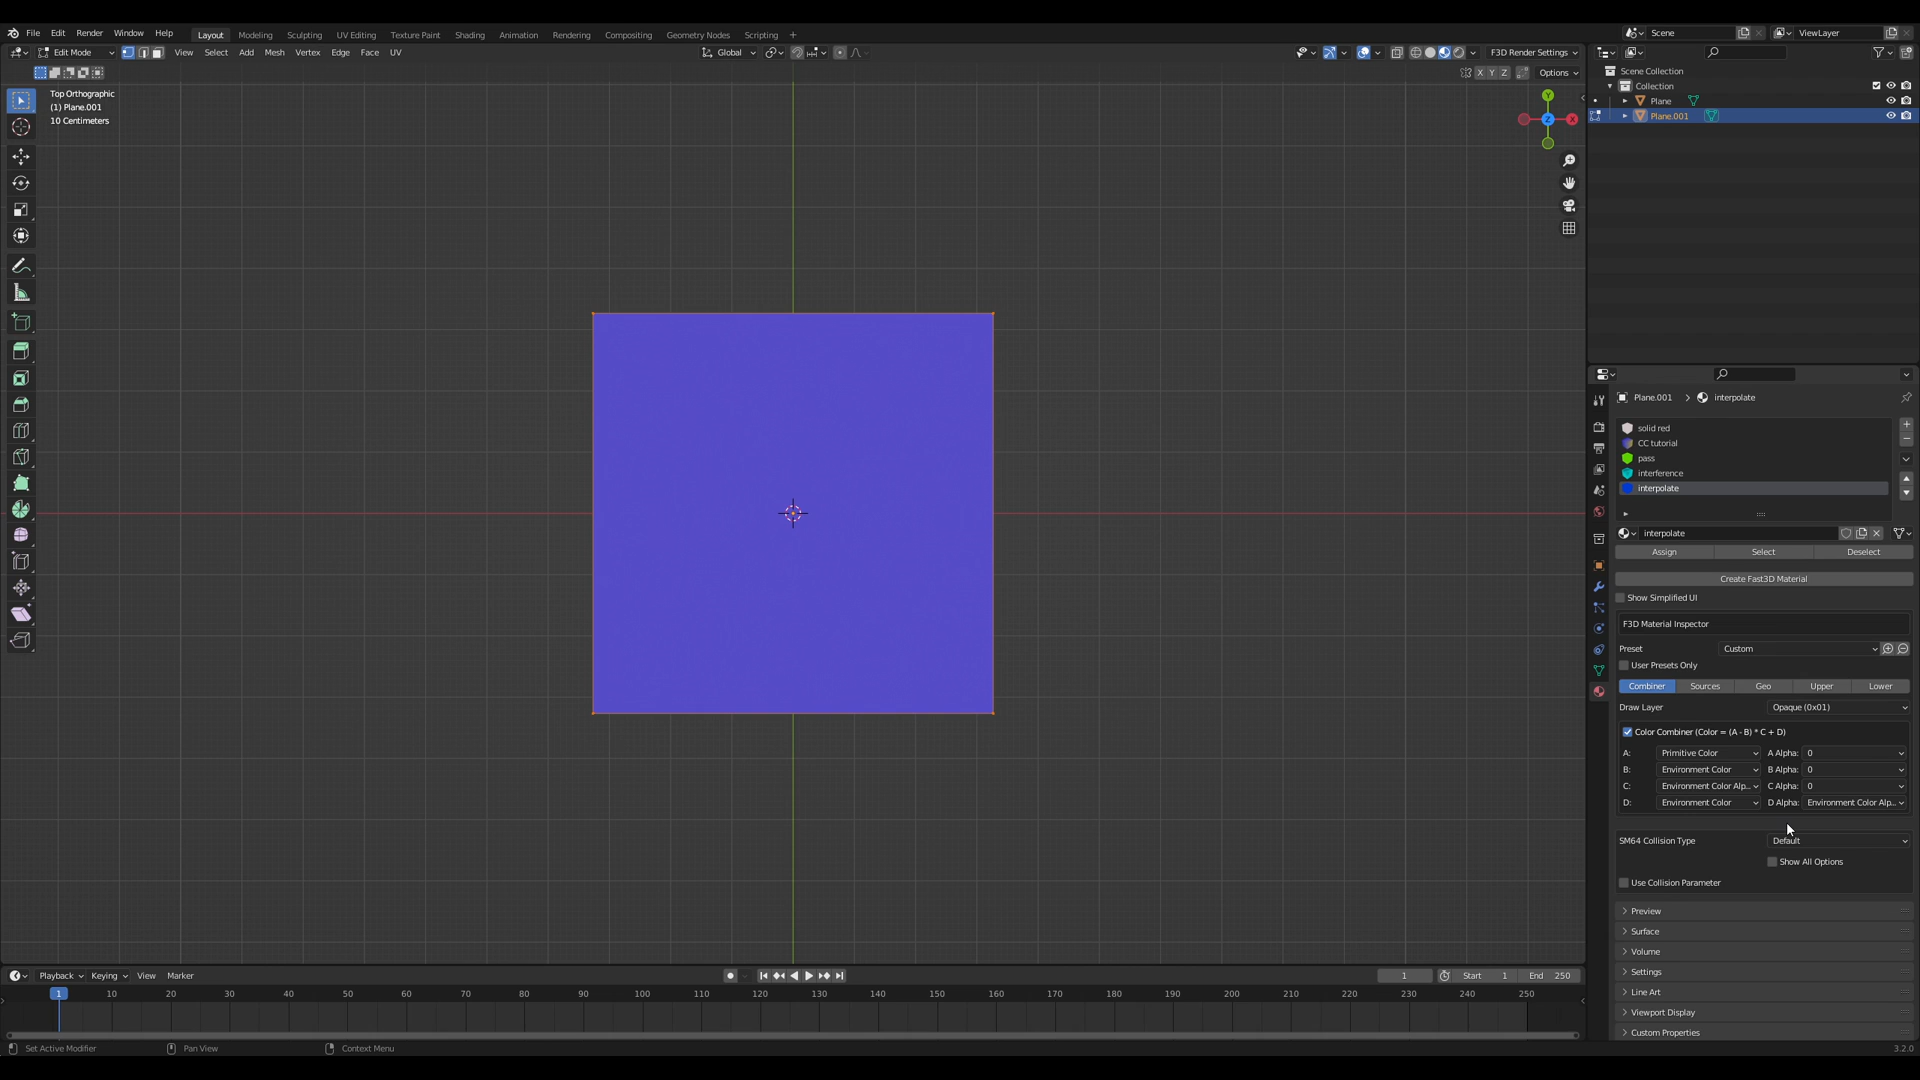 File Edit Render Window Help Layout Modeling Sculpting UV Editing Texture Paint Shading Animation Rendering Compositing Geometry Nodes Scripting + Scene ViewLayer
Edit Mode View Select Add Mesh Vertex Edge Face UV Global F3D Render Settings
X Y Z Options
Top Orthographic
(1) Plane.001
10 Centimeters
Y
Z X
Scene Collection
Collection
Plane
Plane.001
Plane.001 > interpolate
solid red
CC tutorial
pass
interference
interpolate
interpolate
Assign Select Deselect
Create Fast3D Material
Show Simplified UI
F3D Material Inspector
Preset Custom
User Presets Only
Combiner Sources Geo Upper Lower
Draw Layer Opaque (0x01)
Color Combiner (Color = (A - B) * C + D)
A: Primitive Color A Alpha: 0
B: Environment Color B Alpha: 0
C: Environment Color Alp... C Alpha: 0
D: Environment Color D Alpha: Environment Color Alp...
SM64 Collision Type Default
Show All Options
Use Collision Parameter
Preview
Surface
Volume
Settings
Line Art
Viewport Display
Custom Properties
Playback Keying View Marker 1 Start 1 End 250
1 10 20 30 40 50 60 70 80 90 100 110 120 130 140 150 160 170 180 190 200 210 220 230 240 250
Set Active Modifier Pan View Context Menu 3.2.0